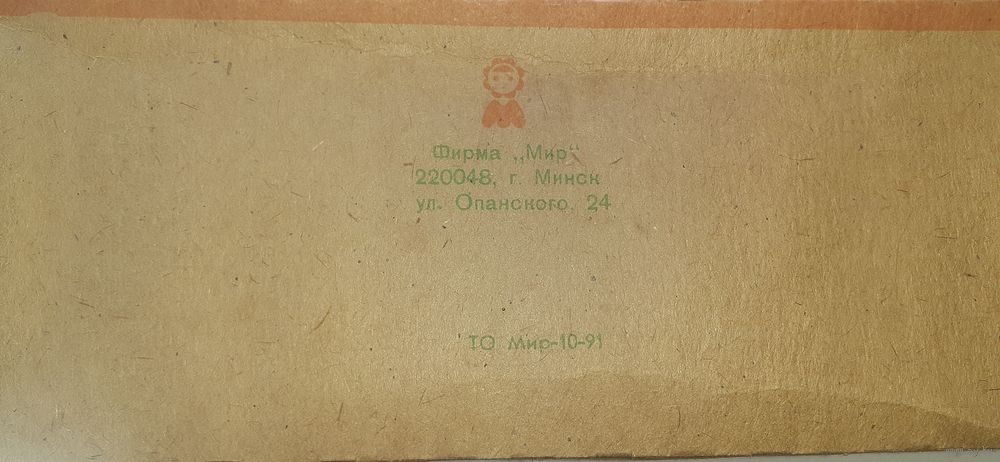 Фирма „Мир“
220048, г. Минск
ул. Опанского, 24
ТО Мир-10-91